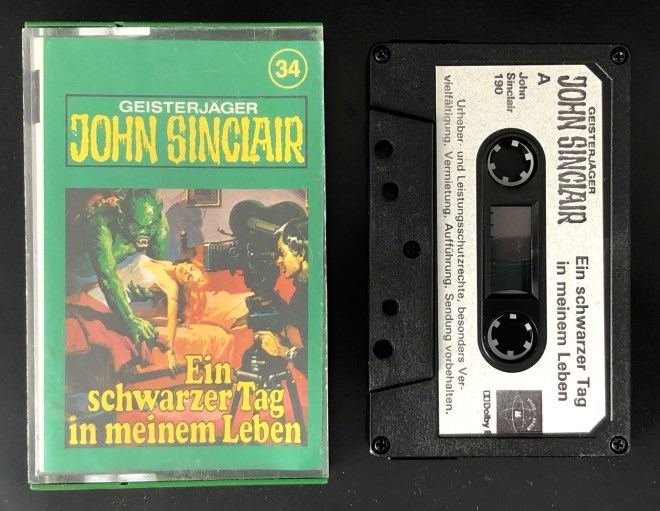 34
GEISTERJÄGER
JOHN SINCLAIR
Ein
schwarzer Tag
in meinem Leben
GEISTERJÄGER
JOHN SINCLAIR
Ein schwarzer Tag
in meinem Leben
A
John
Sinclair
190
Urheber- und Leistungsschutzrechte, besonders Ver-
vielfältigung, Vermietung, Aufführung, Sendung vorbehalten.
Dolby